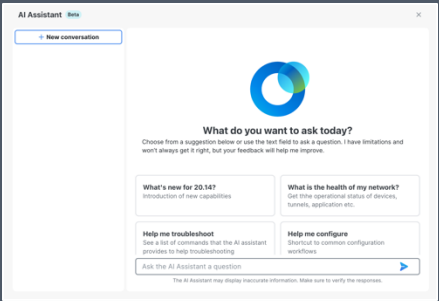 AI Assistant Beta
+ New conversation
What do you want to ask today?
Choose from a suggestion below or use the text field to ask a question. I have limitations and
won't always get it right, but your feedback will help me improve.
What's new for 20.14?
Introduction of new capabilities
What is the health of my network?
Get thhe operational status of devices,
tunnels, application etc.
Help me troubleshoot
See a list of commands that the AI assistant
provides to help troubleshooting
Help me configure
Shortcut to common configuration
workflows
Ask the AI Assistant a question
The AI Assistant may display inaccurate information. Make sure to verify the responses.